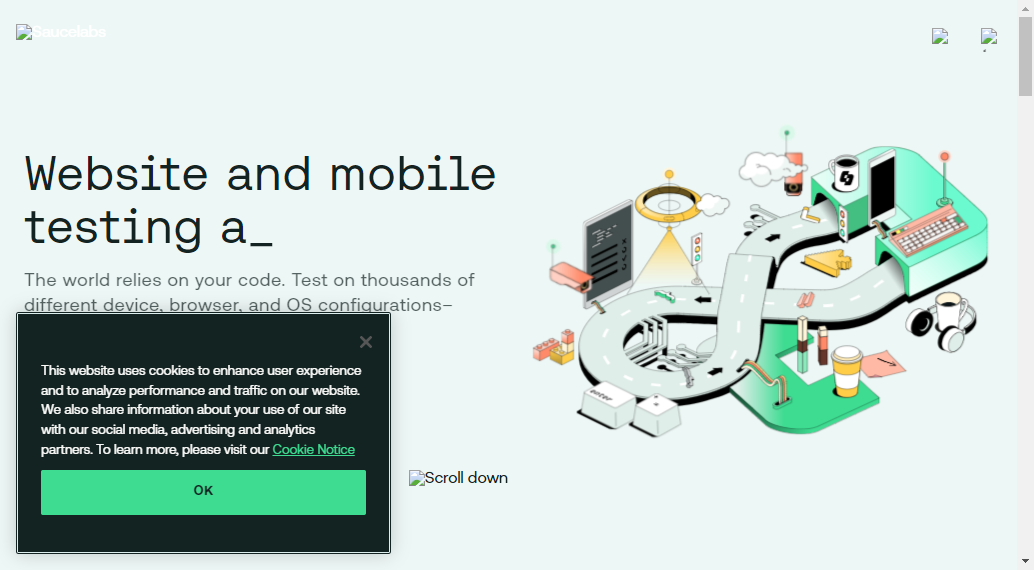 Saucelabs
Website and mobile
testing a_
The world relies on your code. Test on thousands of
different device, browser, and OS configurations–
This website uses cookies to enhance user experience
and to analyze performance and traffic on our website.
We also share information about your use of our site
with our social media, advertising and analytics
partners. To learn more, please visit our Cookie Notice
OK
Scroll down
enter